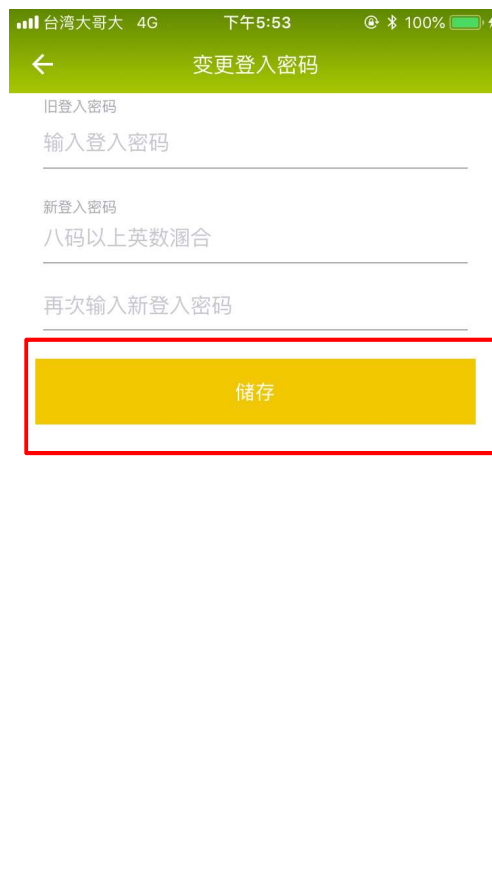 台湾大哥大 4G 下午5:53 100%
变更登入密码
旧登入密码
输入登入密码
新登入密码
八码以上英数溷合
再次输入新登入密码
储存